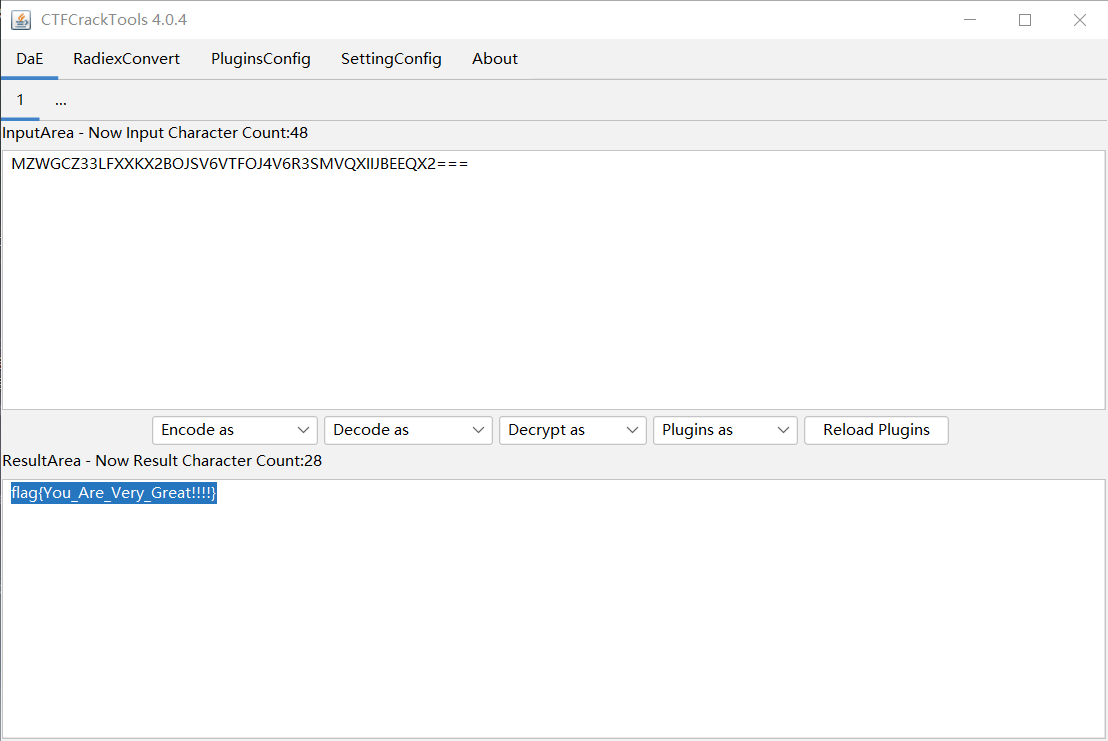 CTFCrackTools 4.0.4
DaE RadiexConvert PluginsConfig SettingConfig About
1 ...
InputArea - Now Input Character Count:48
MZWGCZ33LFXXKX2BOJSV6VTFOJ4V6R3SMVQXIIJBEEQX2===
Encode as Decode as Decrypt as Plugins as Reload Plugins
ResultArea - Now Result Character Count:28
flag{You_Are_Very_Great!!!!}